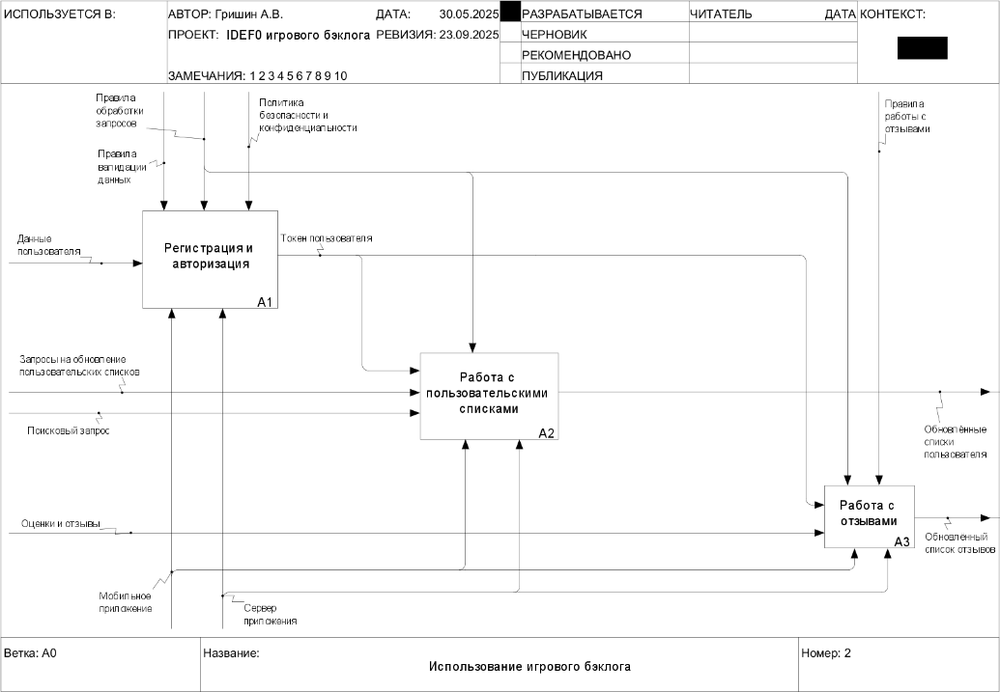 ИСПОЛЬЗУЕТСЯ В:
АВТОР: Гришин А.В.
ДАТА: 30.05.2025
РАЗРАБАТЫВАЕТСЯ
ЧИТАТЕЛЬ
ДАТА
КОНТЕКСТ:
ПРОЕКТ: IDEF0 игрового бэклога
РЕВИЗИЯ: 23.09.2025
ЧЕРНОВИК
РЕКОМЕНДОВАНО
ЗАМЕЧАНИЯ: 1 2 3 4 5 6 7 8 9 10
ПУБЛИКАЦИЯ
Правила
обработки
запросов
Политика
безопасности и
конфиденциальности
Правила
работы с
отзывами
Правила
валидации
данных
Данные
пользователя
Регистрация и
авторизация
A1
Токен пользователя
Запросы на обновление
пользовательских списков
Поисковый запрос
Работа с
пользовательскими
списками
A2
Обновлённые
списки
пользователя
Оценки и отзывы
Работа с
отзывами
A3
Обновлённый
список отзывов
Мобильное
приложение
Сервер
приложения
Ветка: A0
Название:
Использование игрового бэклога
Номер: 2